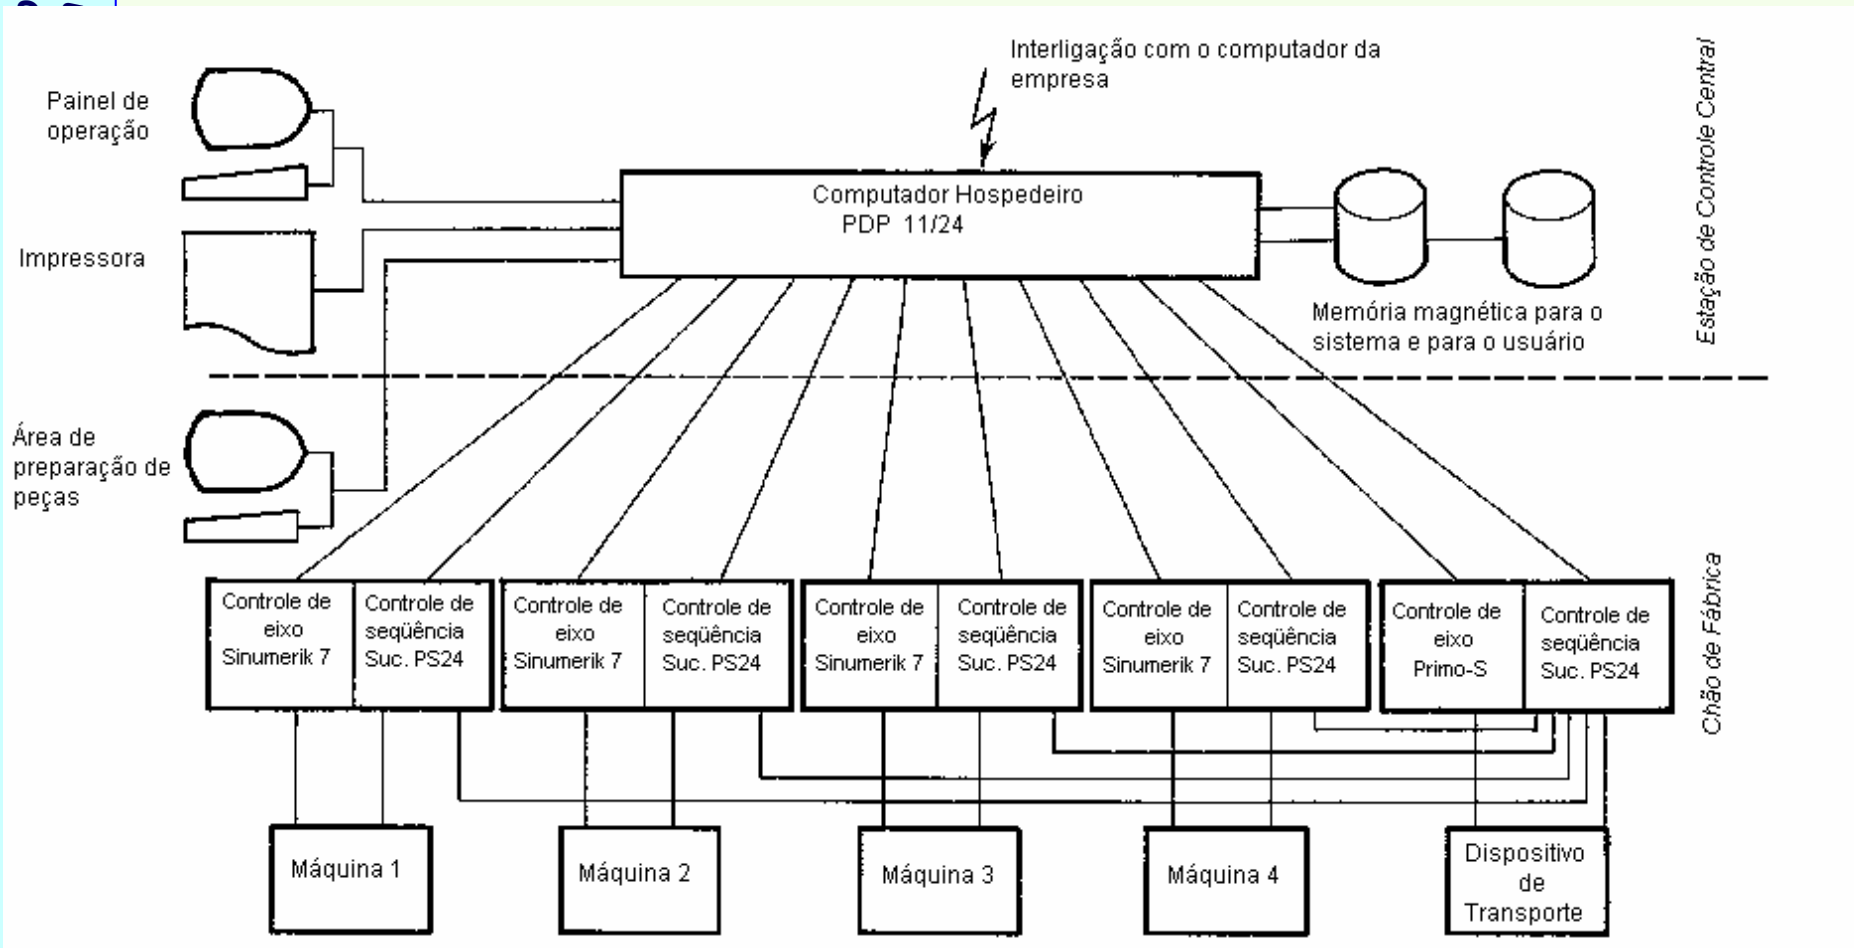 Interligação com o computador da
empresa
Estação de Controle Central
Painel de
operação
Computador Hospedeiro
PDP 11/24
Impressora
Memória magnética para o
sistema e para o usuário
Área de
preparação de
peças
Chão de Fábrica
Controle de
eixo
Sinumerik 7
Controle de
seqüência
Suc. PS24
Controle de
eixo
Sinumerik 7
Controle de
seqüência
Suc. PS24
Controle de
eixo
Sinumerik 7
Controle de
seqüência
Suc. PS24
Controle de
eixo
Sinumerik 7
Controle de
seqüência
Suc. PS24
Controle de
eixo
Primo-S
Controle de
seqüência
Suc. PS24
Máquina 1
Máquina 2
Máquina 3
Máquina 4
Dispositivo
de
Transporte